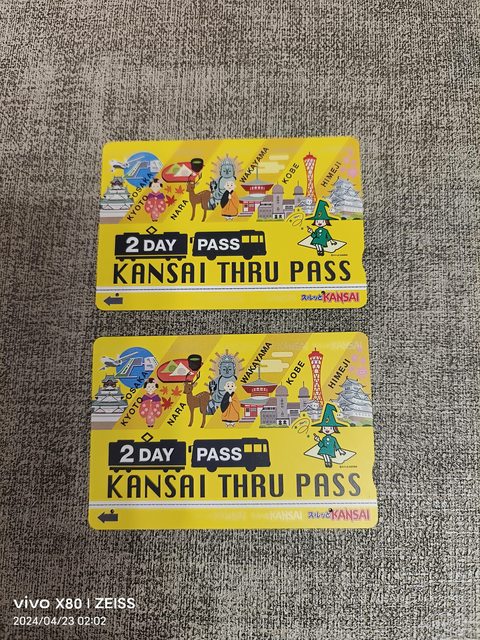 KYOTO·OSAKA
NARA
WAKAYAMA
KOBE
HIMEJI
2 DAY PASS
KANSAI THRU PASS
スルッとKANSAI
KYOTO·OSAKA
NARA
WAKAYAMA
KOBE
HIMEJI
2 DAY PASS
KANSAI THRU PASS
スルッとKANSAI
vivo X80 | ZEISS
2024/04/23 02:02